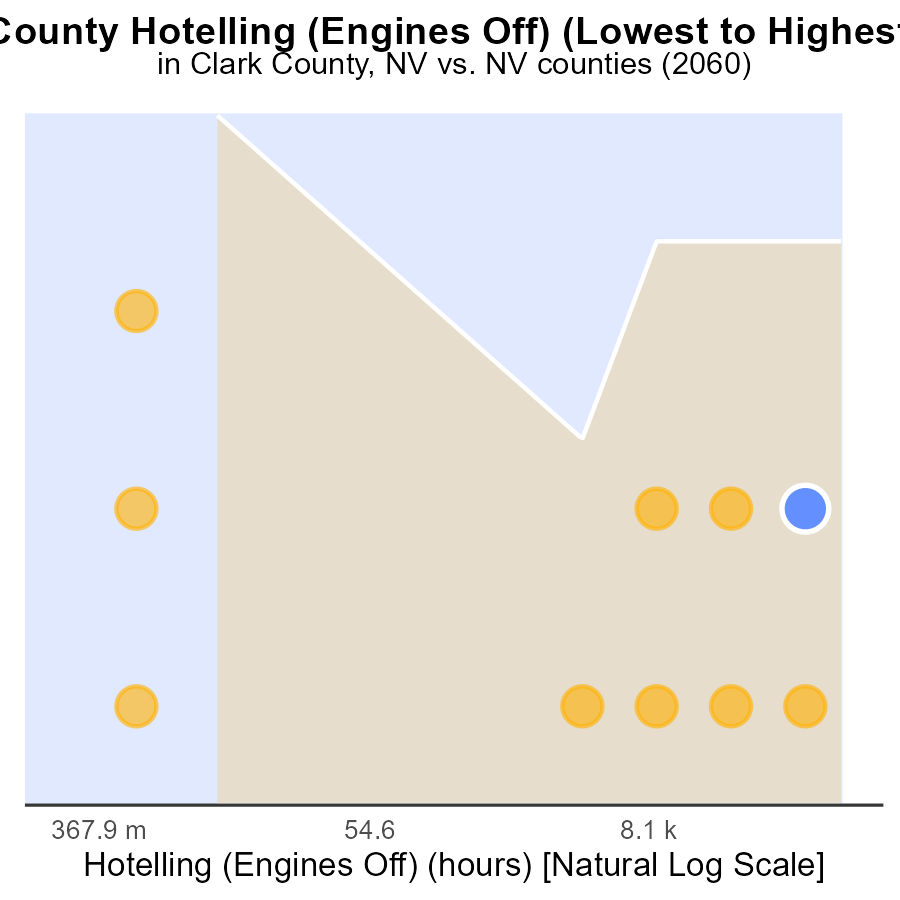 County Hotelling (Engines Off) (Lowest to Highest
in Clark County, NV vs. NV counties (2060)
367.9 m 54.6 8.1 k
Hotelling (Engines Off) (hours) [Natural Log Scale]